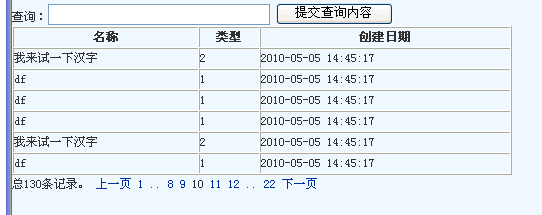 查询： 提交查询内容
名称 类型 创建日期
我来试一下汉字 2 2010-05-05 14:45:17
df 1 2010-05-05 14:45:17
df 1 2010-05-05 14:45:17
df 1 2010-05-05 14:45:17
我来试一下汉字 2 2010-05-05 14:45:17
df 1 2010-05-05 14:45:17
总130条记录。 上一页 1 .. 8 9 10 11 12 .. 22 下一页